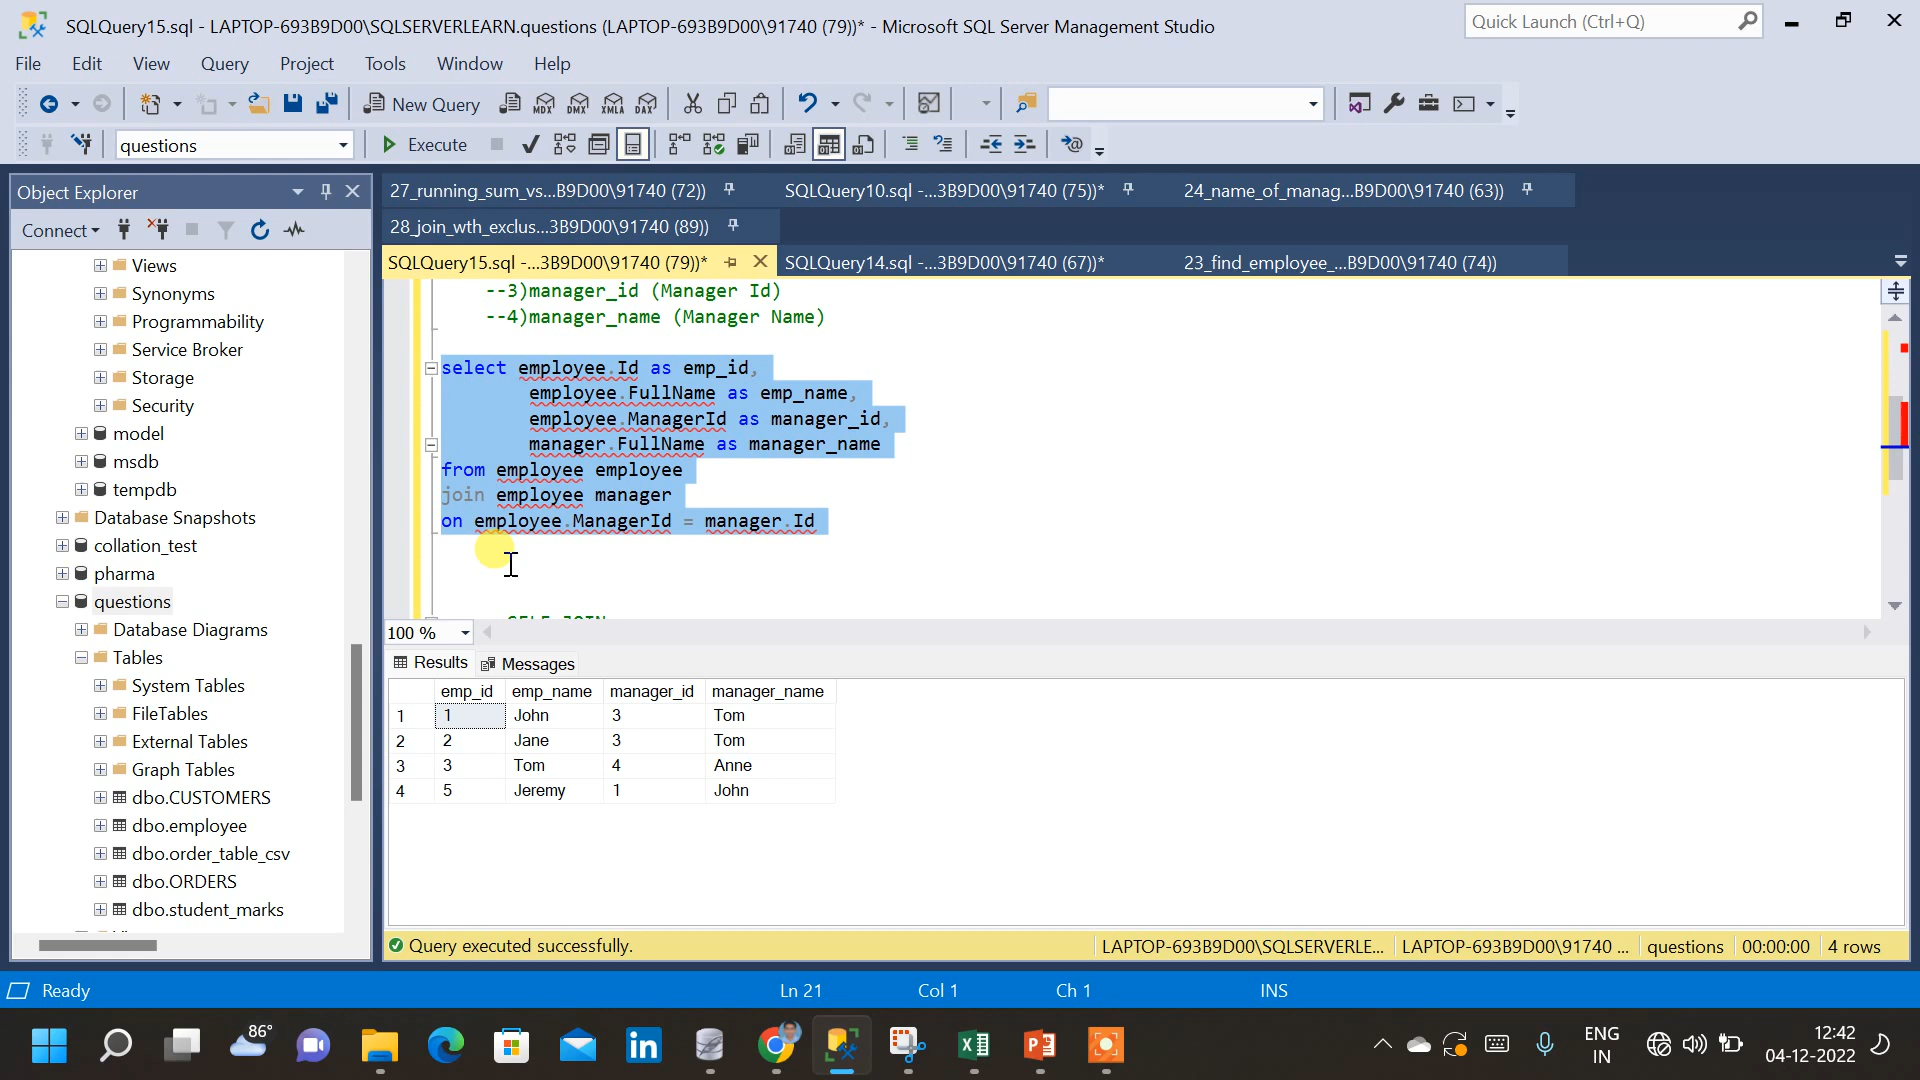 SQLQuery15.sql - LAPTOP-693B9D00\SQLSERVERLEARN.questions (LAPTOP-693B9D00\91740 (79))* - Microsoft SQL Server Management Studio
Quick Launch (Ctrl+Q)
File Edit View Query Project Tools Window Help
New Query
MDX DMX XMLA DAX
questions
Execute
Object Explorer
Connect
Views
Synonyms
Programmability
Service Broker
Storage
Security
model
msdb
tempdb
Database Snapshots
collation_test
pharma
questions
Database Diagrams
Tables
System Tables
FileTables
External Tables
Graph Tables
dbo.CUSTOMERS
dbo.employee
dbo.order_table_csv
dbo.ORDERS
dbo.student_marks
27_running_sum_vs...B9D00\91740 (72))
SQLQuery10.sql -...3B9D00\91740 (75))*
24_name_of_manag...B9D00\91740 (63))
28_join_wth_exclus...3B9D00\91740 (89))
SQLQuery15.sql -...3B9D00\91740 (79))*
SQLQuery14.sql -...3B9D00\91740 (67))*
23_find_employee_...B9D00\91740 (74))
--3)manager_id (Manager Id)
--4)manager_name (Manager Name)
select employee.Id as emp_id,
employee.FullName as emp_name,
employee.ManagerId as manager_id,
manager.FullName as manager_name
from employee employee
join employee manager
on employee.ManagerId = manager.Id
100 %
Results Messages
emp_id emp_name manager_id manager_name
1 1 John 3 Tom
2 2 Jane 3 Tom
3 3 Tom 4 Anne
4 5 Jeremy 1 John
Query executed successfully.
LAPTOP-693B9D00\SQLSERVERLE... LAPTOP-693B9D00\91740 ... questions 00:00:00 4 rows
Ready
Ln 21 Col 1 Ch 1 INS
86°
ENG
IN
12:42
04-12-2022